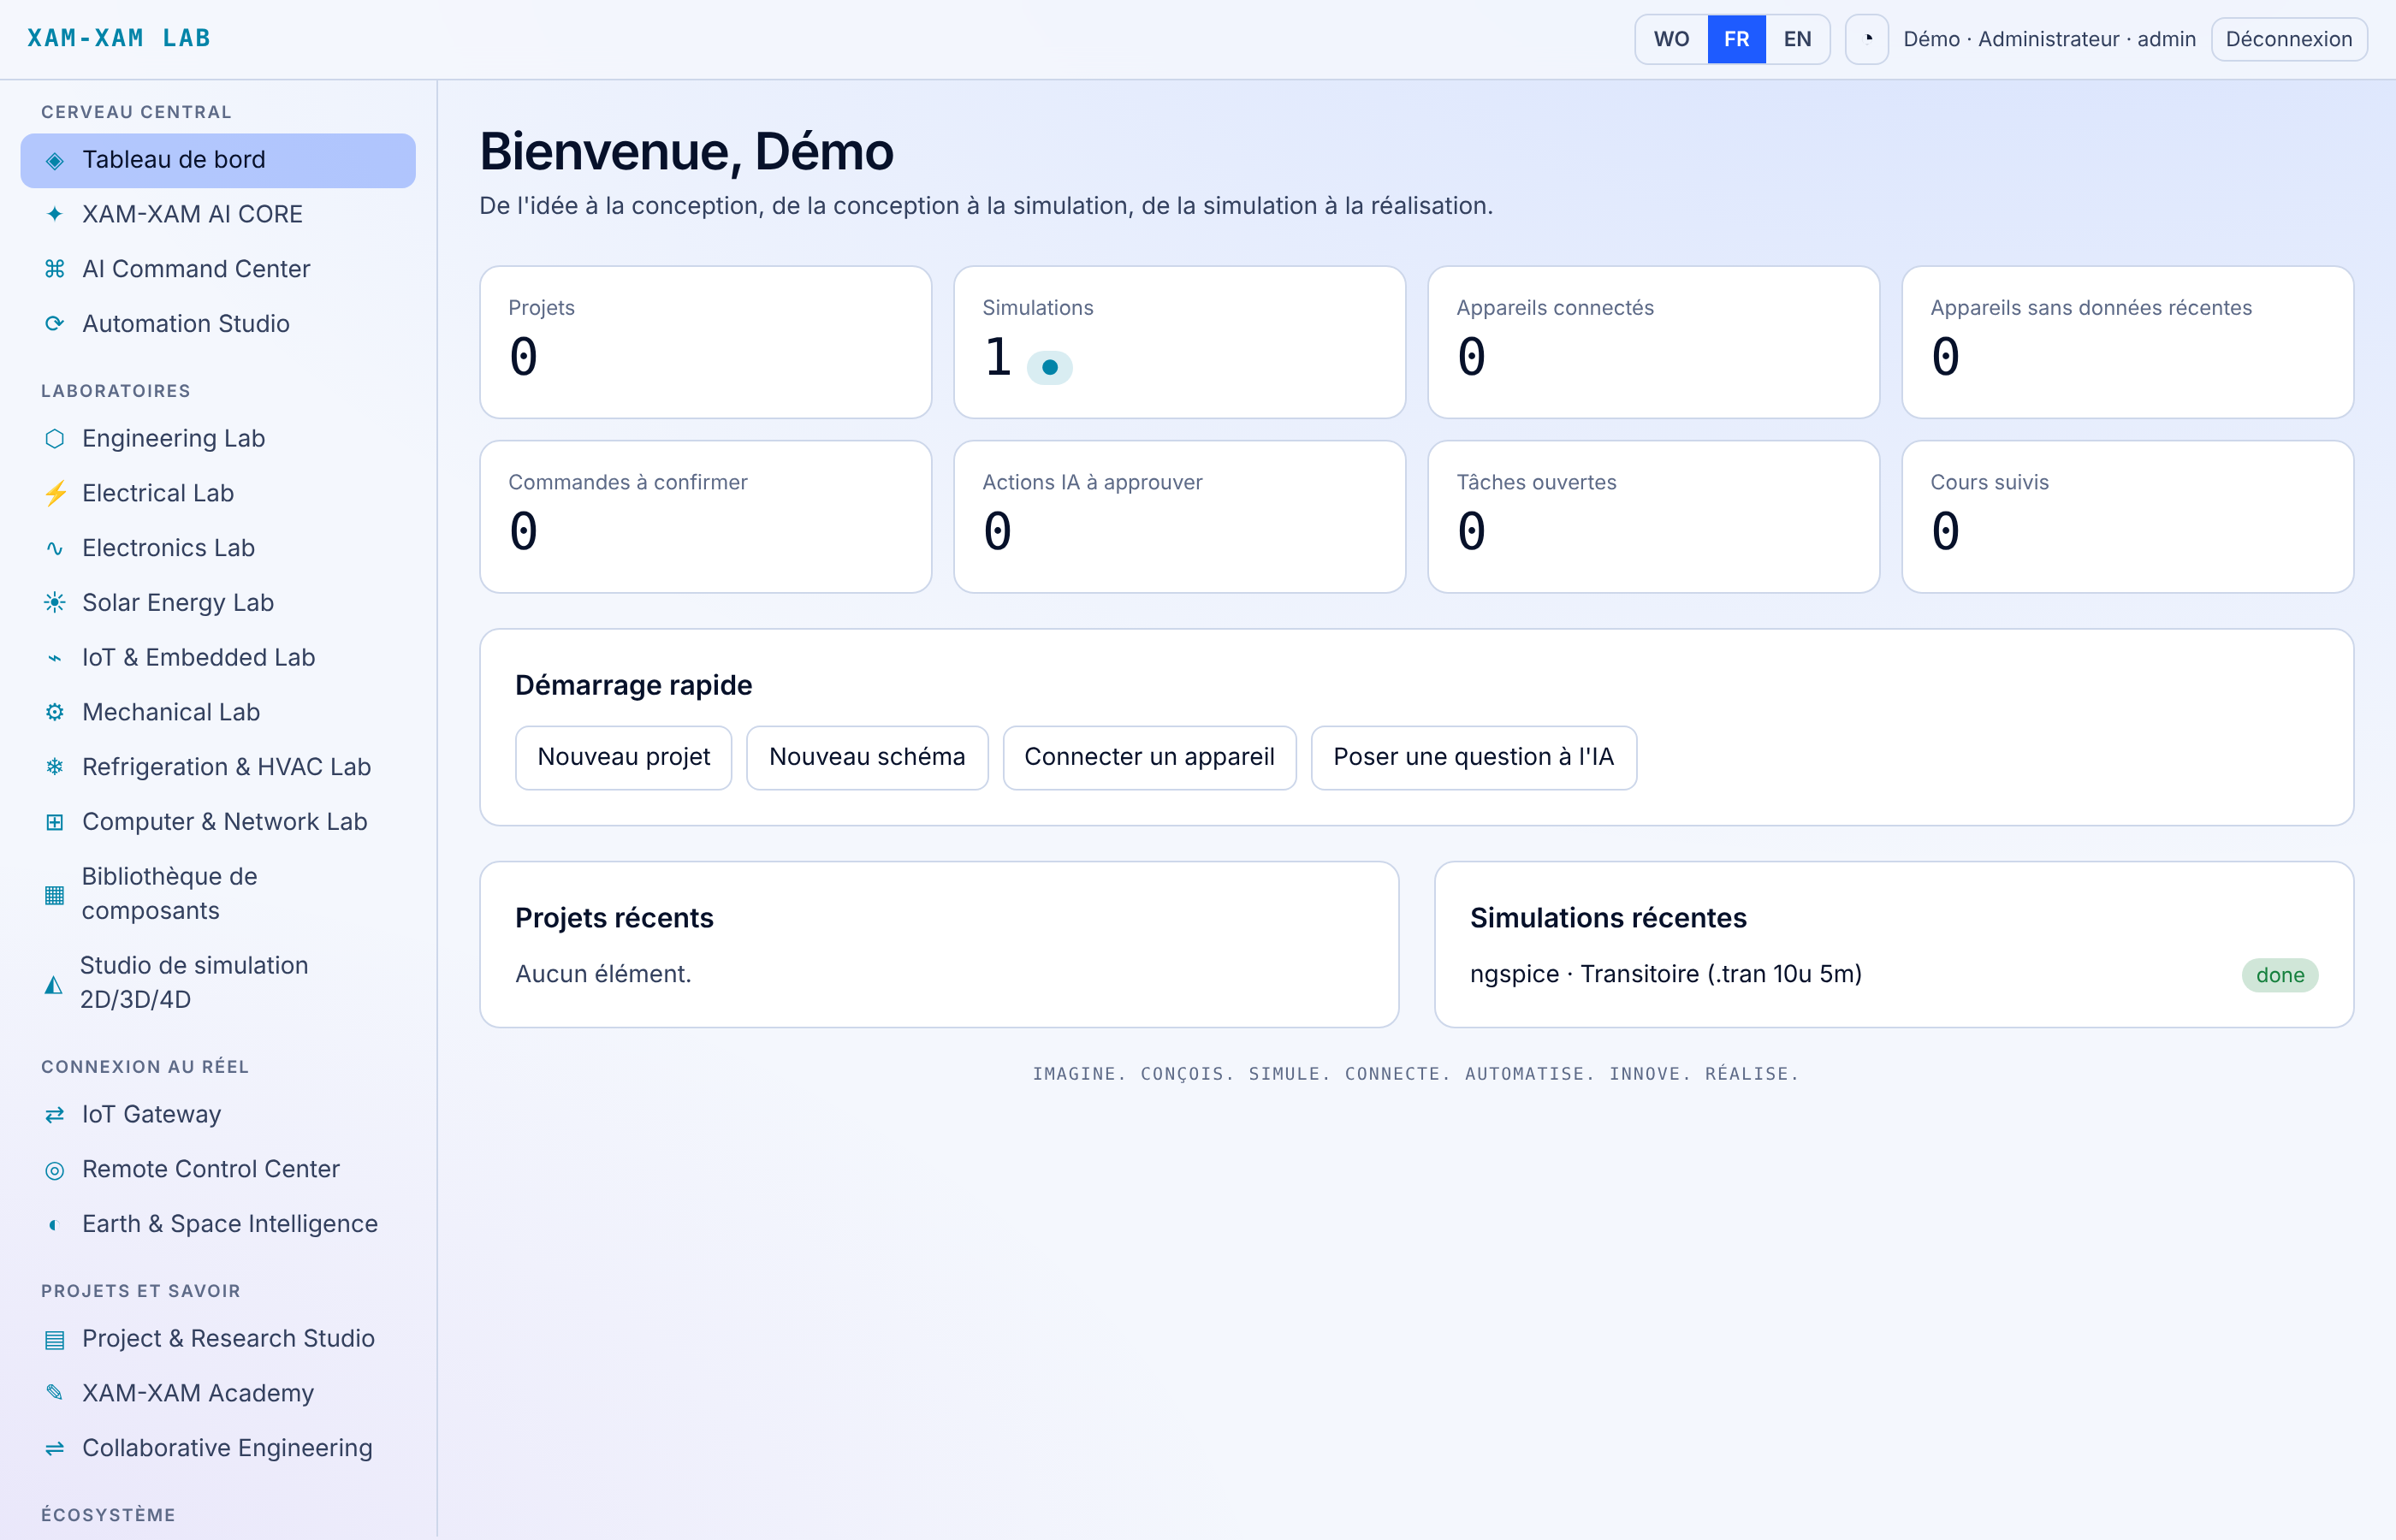 XAM-XAM LAB
WO FR EN
Démo · Administrateur · admin
Déconnexion
CERVEAU CENTRAL
Tableau de bord
XAM-XAM AI CORE
AI Command Center
Automation Studio
LABORATOIRES
Engineering Lab
Electrical Lab
Electronics Lab
Solar Energy Lab
IoT & Embedded Lab
Mechanical Lab
Refrigeration & HVAC Lab
Computer & Network Lab
Bibliothèque de
composants
Studio de simulation
2D/3D/4D
CONNEXION AU RÉEL
IoT Gateway
Remote Control Center
Earth & Space Intelligence
PROJETS ET SAVOIR
Project & Research Studio
XAM-XAM Academy
Collaborative Engineering
ÉCOSYSTÈME
Bienvenue, Démo
De l'idée à la conception, de la conception à la simulation, de la simulation à la réalisation.
Projets
0
Simulations
1
Appareils connectés
0
Appareils sans données récentes
0
Commandes à confirmer
0
Actions IA à approuver
0
Tâches ouvertes
0
Cours suivis
0
Démarrage rapide
Nouveau projet
Nouveau schéma
Connecter un appareil
Poser une question à l'IA
Projets récents
Aucun élément.
Simulations récentes
ngspice · Transitoire (.tran 10u 5m)
done
IMAGINE. CONÇOIS. SIMULE. CONNECTE. AUTOMATISE. INNOVE. RÉALISE.